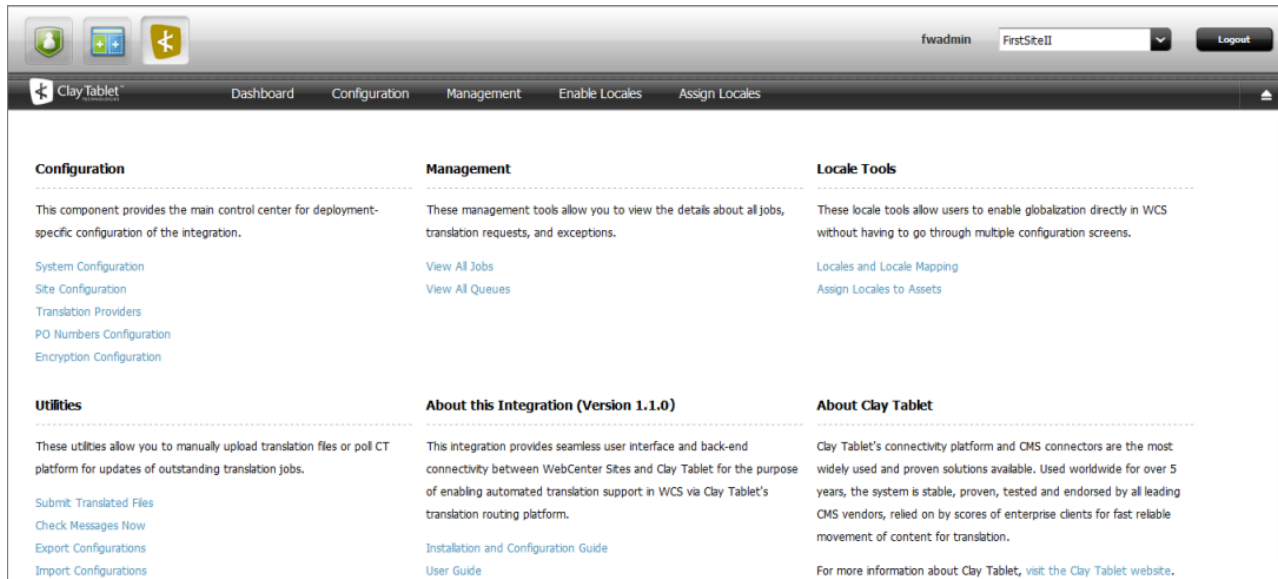 fwadmin FirstSiteII Logout
Clay Tablet TECHNOLOGIES Dashboard Configuration Management Enable Locales Assign Locales
Configuration
This component provides the main control center for deployment-
specific configuration of the integration.
System Configuration
Site Configuration
Translation Providers
PO Numbers Configuration
Encryption Configuration
Management
These management tools allow you to view the details about all jobs,
translation requests, and exceptions.
View All Jobs
View All Queues
Locale Tools
These locale tools allow users to enable globalization directly in WCS
without having to go through multiple configuration screens.
Locales and Locale Mapping
Assign Locales to Assets
Utilities
These utilities allow you to manually upload translation files or poll CT
platform for updates of outstanding translation jobs.
Submit Translated Files
Check Messages Now
Export Configurations
Import Configurations
About this Integration (Version 1.1.0)
This integration provides seamless user interface and back-end
connectivity between WebCenter Sites and Clay Tablet for the purpose
of enabling automated translation support in WCS via Clay Tablet's
translation routing platform.
Installation and Configuration Guide
User Guide
About Clay Tablet
Clay Tablet's connectivity platform and CMS connectors are the most
widely used and proven solutions available. Used worldwide for over 5
years, the system is stable, proven, tested and endorsed by all leading
CMS vendors, relied on by scores of enterprise clients for fast reliable
movement of content for translation.
For more information about Clay Tablet, visit the Clay Tablet website.